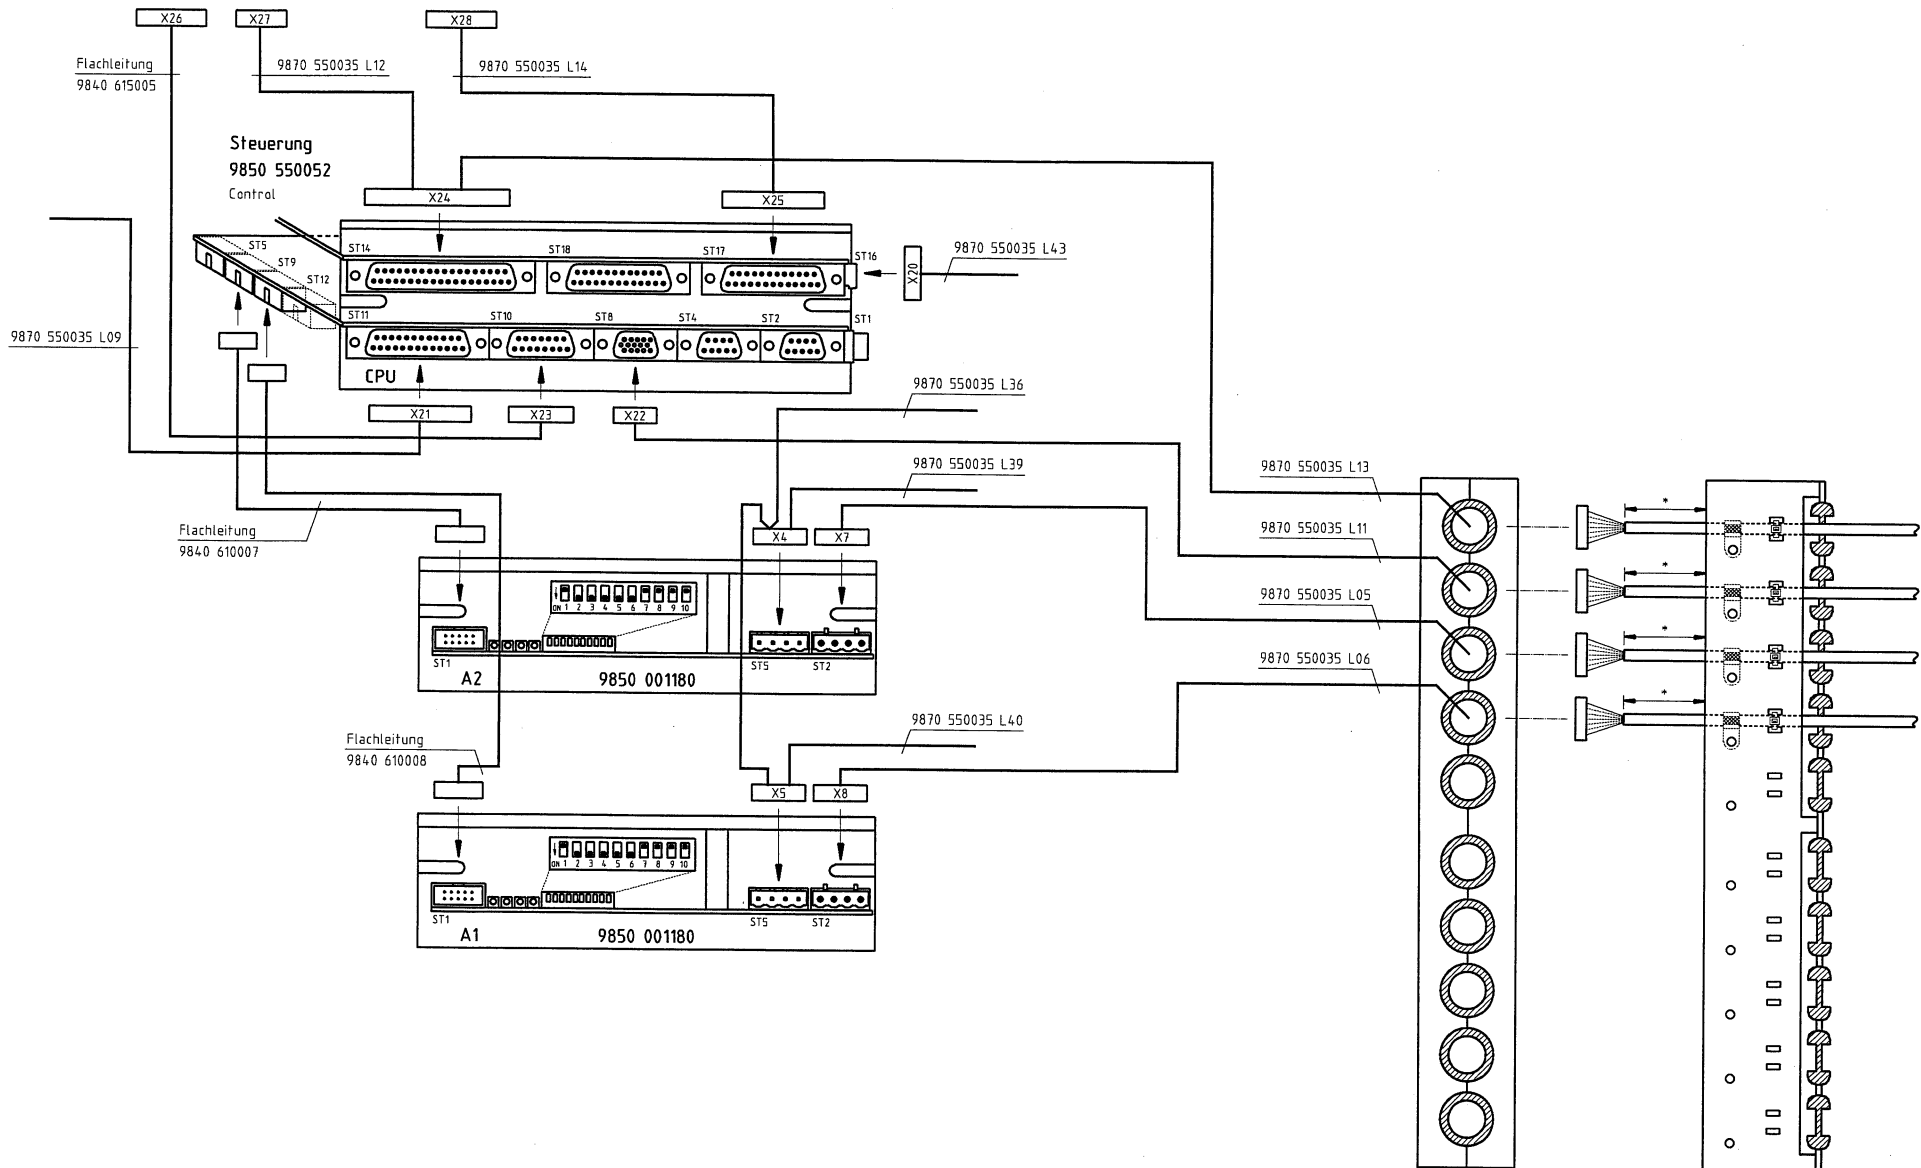 X26
X27
X28
Flachleitung
9840 615005
9870 550035 L12
9870 550035 L14
Steuerung
9850 550052
Control
X24
X25
ST5
ST9
ST12
ST14
ST18
ST17
ST16
X20
9870 550035 L43
ST11
ST10
ST8
ST4
ST2
ST1
9870 550035 L09
CPU
X21
X23
X22
9870 550035 L36
9870 550035 L39
9870 550035 L13
9870 550035 L11
9870 550035 L05
9870 550035 L06
Flachleitung
9840 610007
X4
X7
ON 1 2 3 4 5 6 7 8 9 10
ST1
ST5
ST2
A2
9850 001180
Flachleitung
9840 610008
9870 550035 L40
X5
X8
ON 1 2 3 4 5 6 7 8 9 10
ST1
ST5
ST2
A1
9850 001180
*
*
*
*